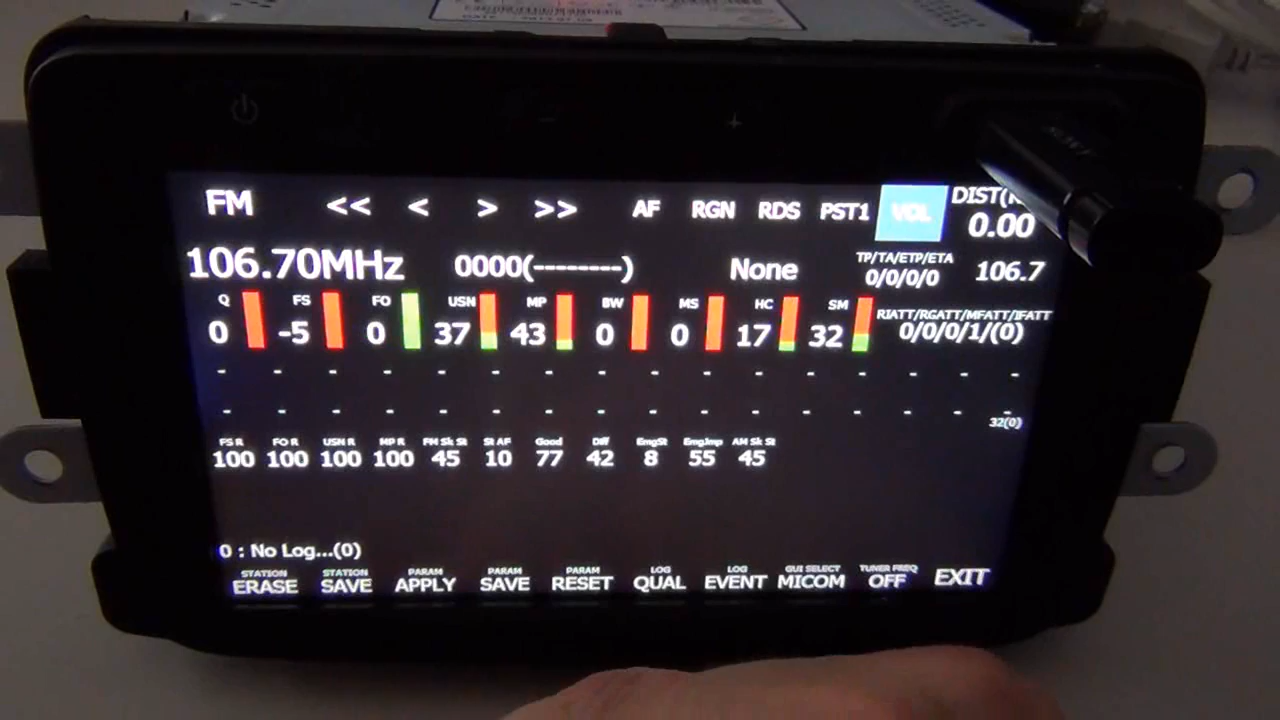 FM << < > >> AF RGN RDS PST1 VOL DIST(
0.00
106.70MHz 0000(--------) None TP/TA/ETP/ETA 0/0/0/0 106.7
Q FS FO USN MP BW MS HC SM RIATT/RGATT/MFATT/IFATT
0 -5 0 37 43 0 0 17 32 0/0/0/1/(0)
- - - - - - - - - - - - - - -
- - - - - - - - - - - - - - -
32(0)
FS R FO R USN R MP R FM Sk St St AF Good Diff EmgSt EmgJmp AM Sk St
100 100 100 100 45 10 77 42 8 55 45
0 : No Log...(0)
STATION STATION PARAM PARAM PARAM LOG LOG GUI SELECT TUNER FREQ
ERASE SAVE APPLY SAVE RESET QUAL EVENT MICOM OFF EXIT